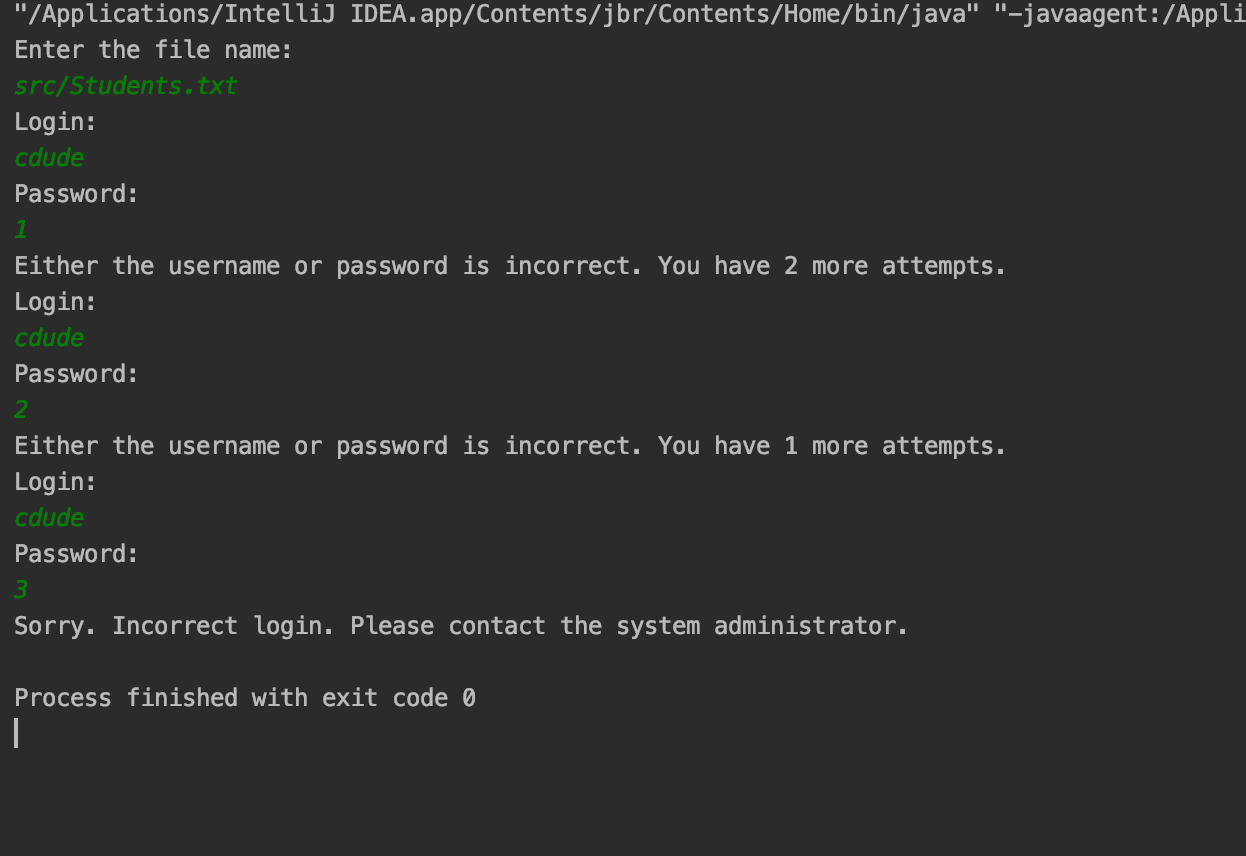 "/Applications/IntelliJ IDEA.app/Contents/jbr/Contents/Home/bin/java" "-javaagent:/Appli
Enter the file name:
src/Students.txt
Login:
cdude
Password:
1
Either the username or password is incorrect. You have 2 more attempts.
Login:
cdude
Password:
2
Either the username or password is incorrect. You have 1 more attempts.
Login:
cdude
Password:
3
Sorry. Incorrect login. Please contact the system administrator.
Process finished with exit code 0